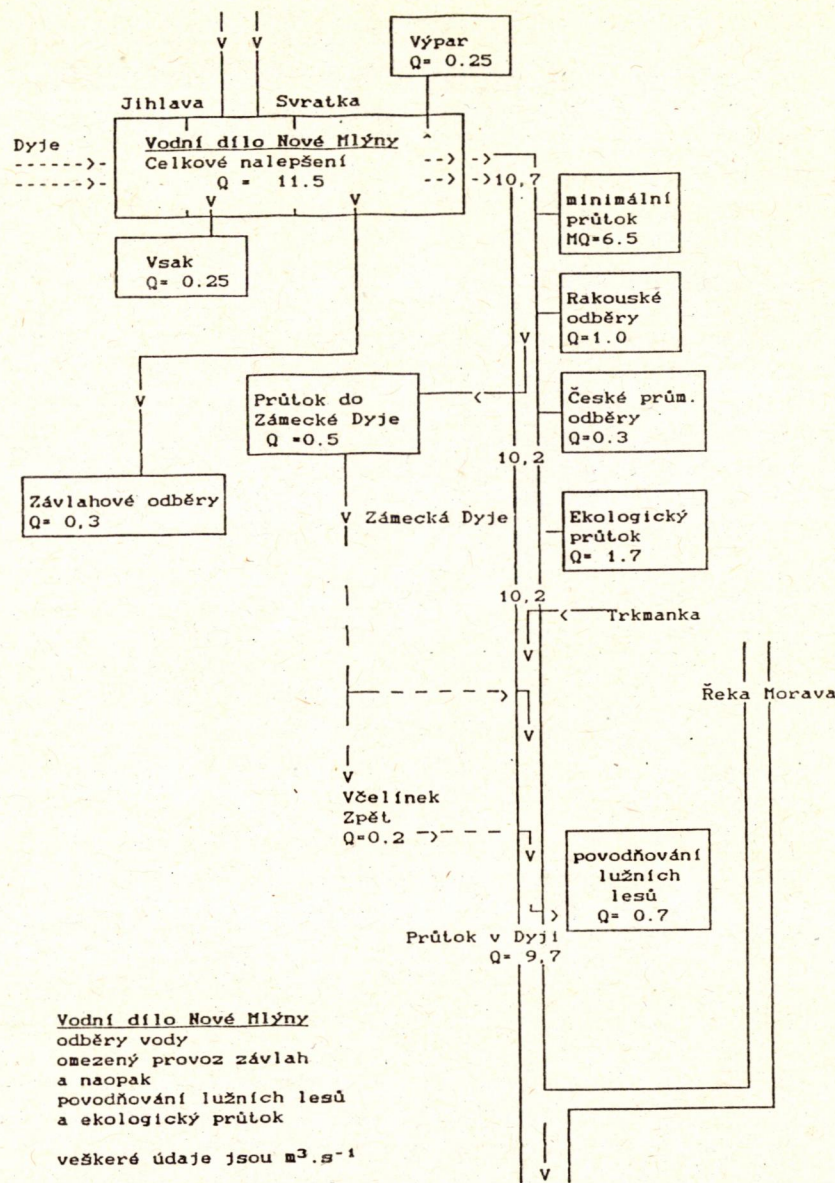 Výpar
Q= 0.25
Jihlava Svratka
Dyje
Vodní dílo Nové Mlýny
Celkové nalepšení
Q = 11.5
10,7
minimální
průtok
MQ=6.5
Vsak
Q= 0.25
Rakouské
odběry
Q=1.0
Průtok do
Zámecké Dyje
Q =0.5
České prům.
odběry
Q=0.3
10,2
Závlahové odběry
Q= 0,3
Zámecká Dyje
Ekologický
průtok
Q= 1.7
10,2
Trkmanka
Řeka Morava
Včelínek
Zpět
Q=0.2
povodňování
lužních
lesů
Q= 0.7
Průtok v Dyji
Q= 9,7
Vodní dílo Nové Mlýny
odběry vody
omezený provoz závlah
a naopak
povodňování lužních lesů
a ekologický průtok
veškeré údaje jsou m³.s⁻¹